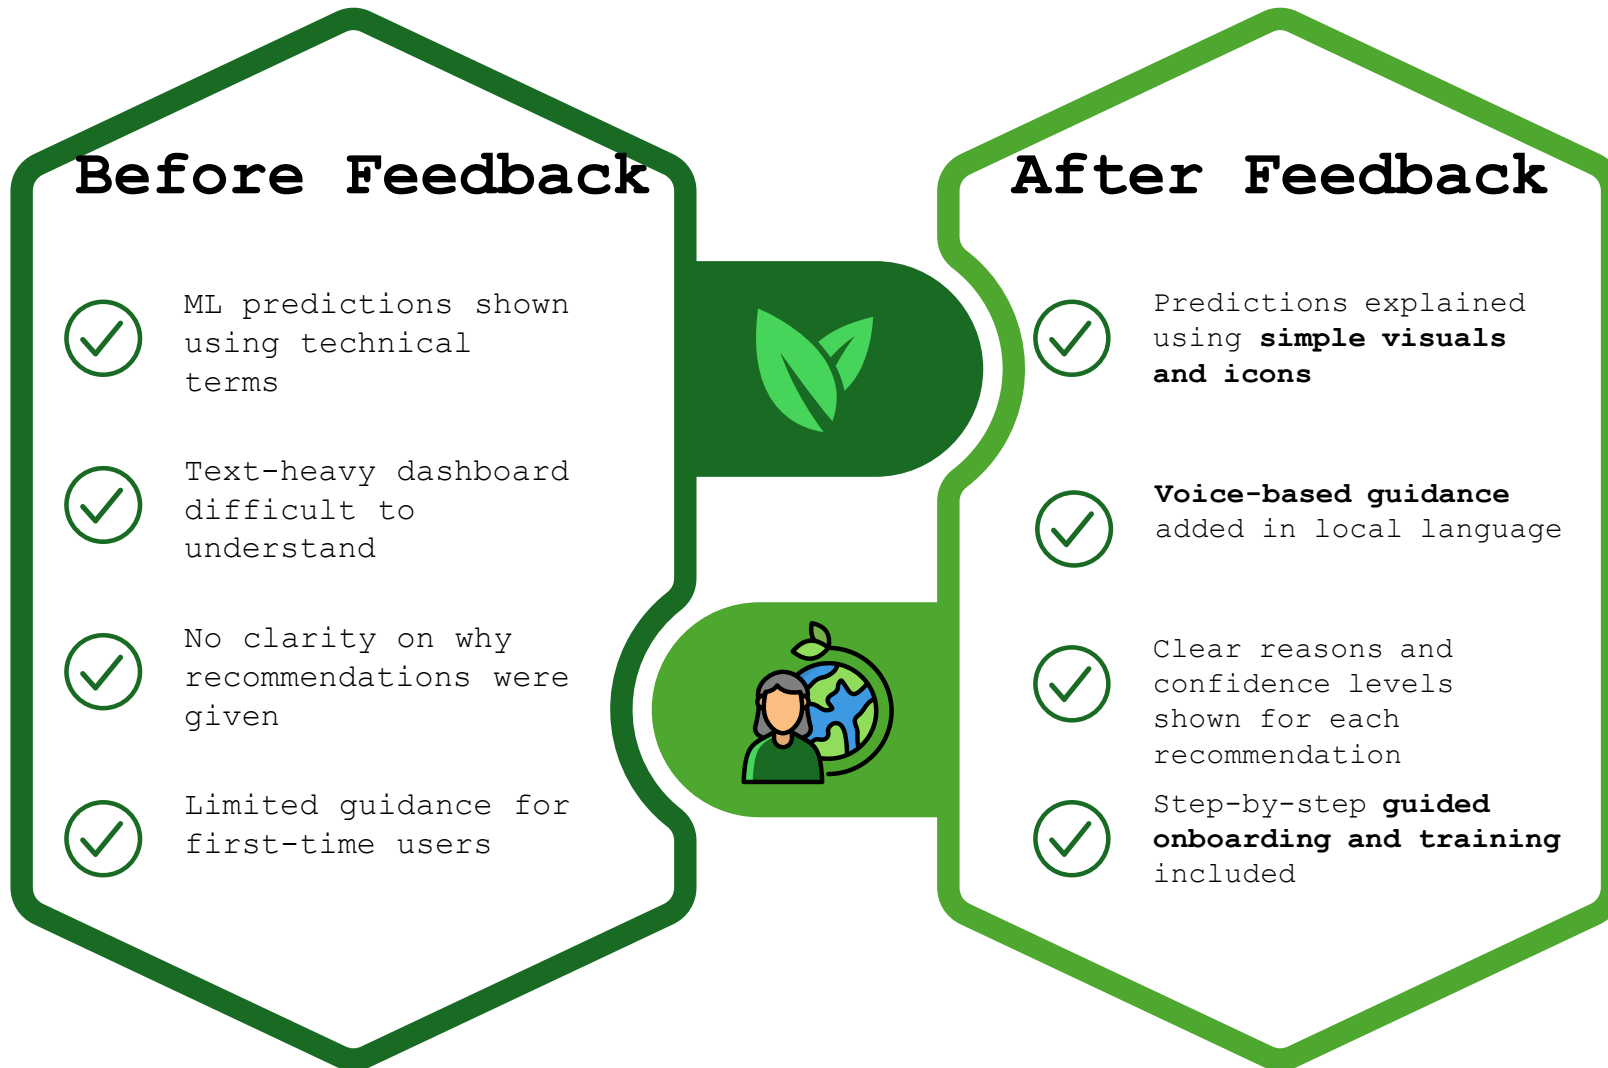 Before Feedback
ML predictions shown
using technical
terms
Text-heavy dashboard
difficult to
understand
No clarity on why
recommendations were
given
Limited guidance for
first-time users
After Feedback
Predictions explained
using simple visuals
and icons
Voice-based guidance
added in local language
Clear reasons and
confidence levels
shown for each
recommendation
Step-by-step guided
onboarding and training
included